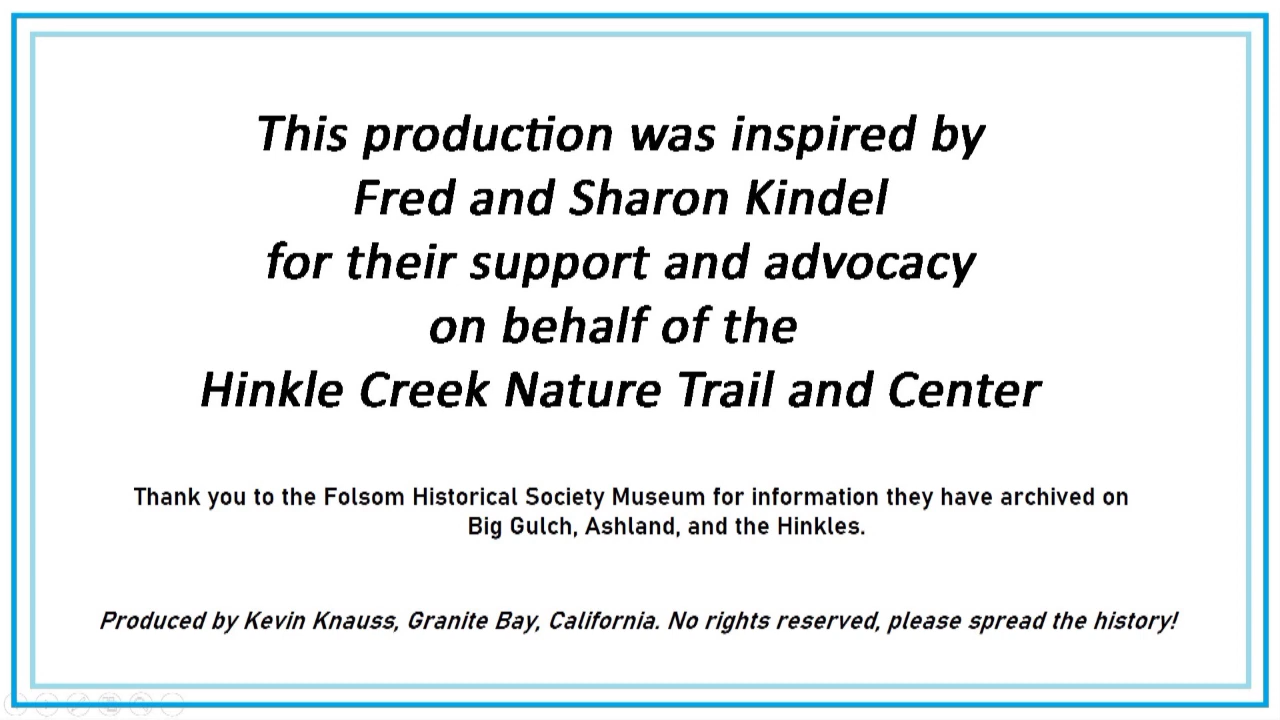 This production was inspired by
Fred and Sharon Kindel
for their support and advocacy
on behalf of the
Hinkle Creek Nature Trail and Center
Thank you to the Folsom Historical Society Museum for information they have archived on
Big Gulch, Ashland, and the Hinkles.
Produced by Kevin Knauss, Granite Bay, California. No rights reserved, please spread the history!